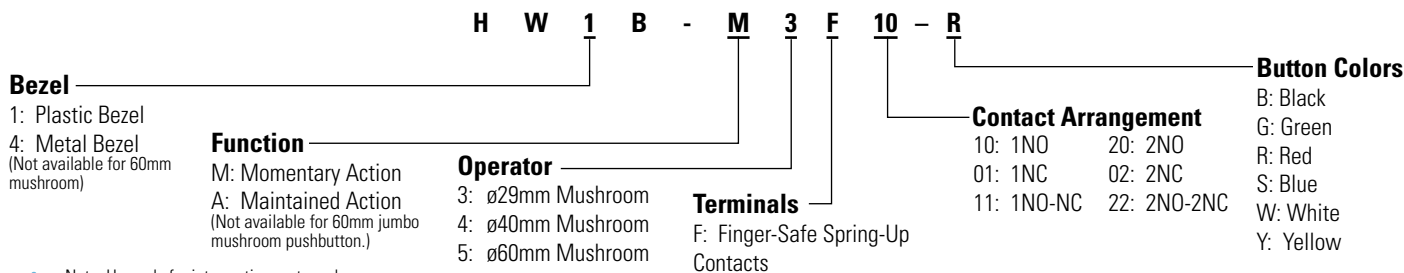 H W 1 B - M 3 F 10 – R
Bezel
1: Plastic Bezel
4: Metal Bezel
(Not available for 60mm
mushroom)
Function
M: Momentary Action
A: Maintained Action
(Not available for 60mm jumbo
mushroom pushbutton.)
Operator
3: ø29mm Mushroom
4: ø40mm Mushroom
5: ø60mm Mushroom
Terminals
F: Finger-Safe Spring-Up
Contacts
Contact Arrangement
10: 1NO 20: 2NO
01: 1NC 02: 2NC
11: 1NO-NC 22: 2NO-2NC
Button Colors
B: Black
G: Green
R: Red
S: Blue
W: White
Y: Yellow